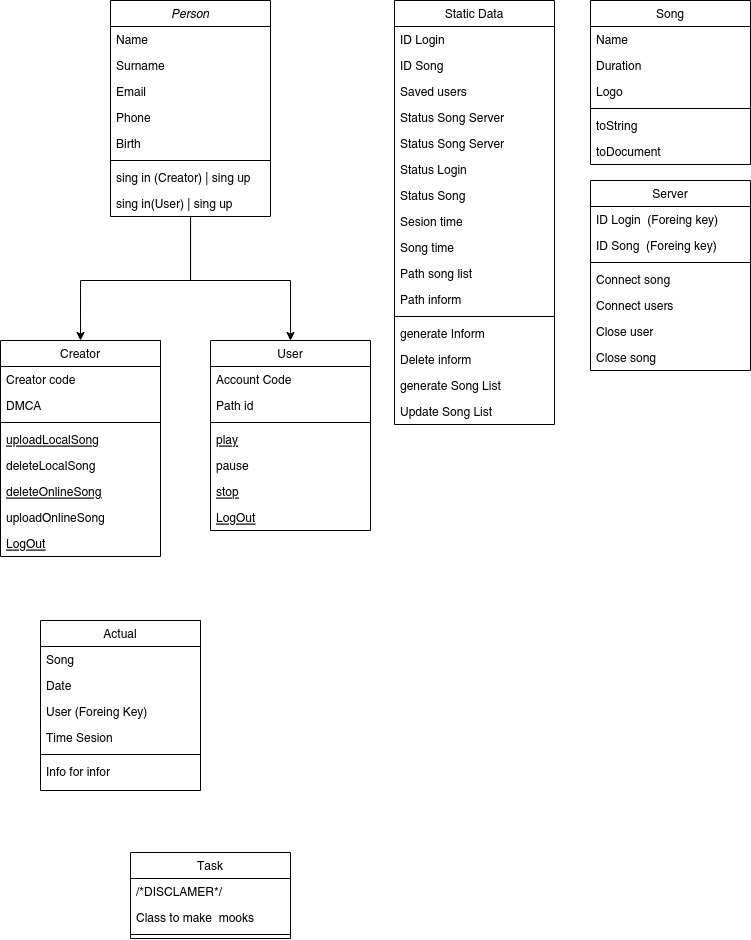 Person
Name
Surname
Email
Phone
Birth
sing in (Creator) | sing up
sing in(User) | sing up
Static Data
ID Login
ID Song
Saved users
Status Song Server
Status Song Server
Status Login
Status Song
Sesion time
Song time
Path song list
Path inform
generate Inform
Delete inform
generate Song List
Update Song List
Song
Name
Duration
Logo
toString
toDocument
Server
ID Login  (Foreing key)
ID Song  (Foreing key)
Connect song
Connect users
Close user
Close song
Creator
Creator code
DMCA
uploadLocalSong
deleteLocalSong
deleteOnlineSong
uploadOnlineSong
LogOut
User
Account Code
Path id
play
pause
stop
LogOut
Actual
Song
Date
User (Foreing Key)
Time Sesion
Info for infor
Task
/*DISCLAMER*/
Class to make  mooks